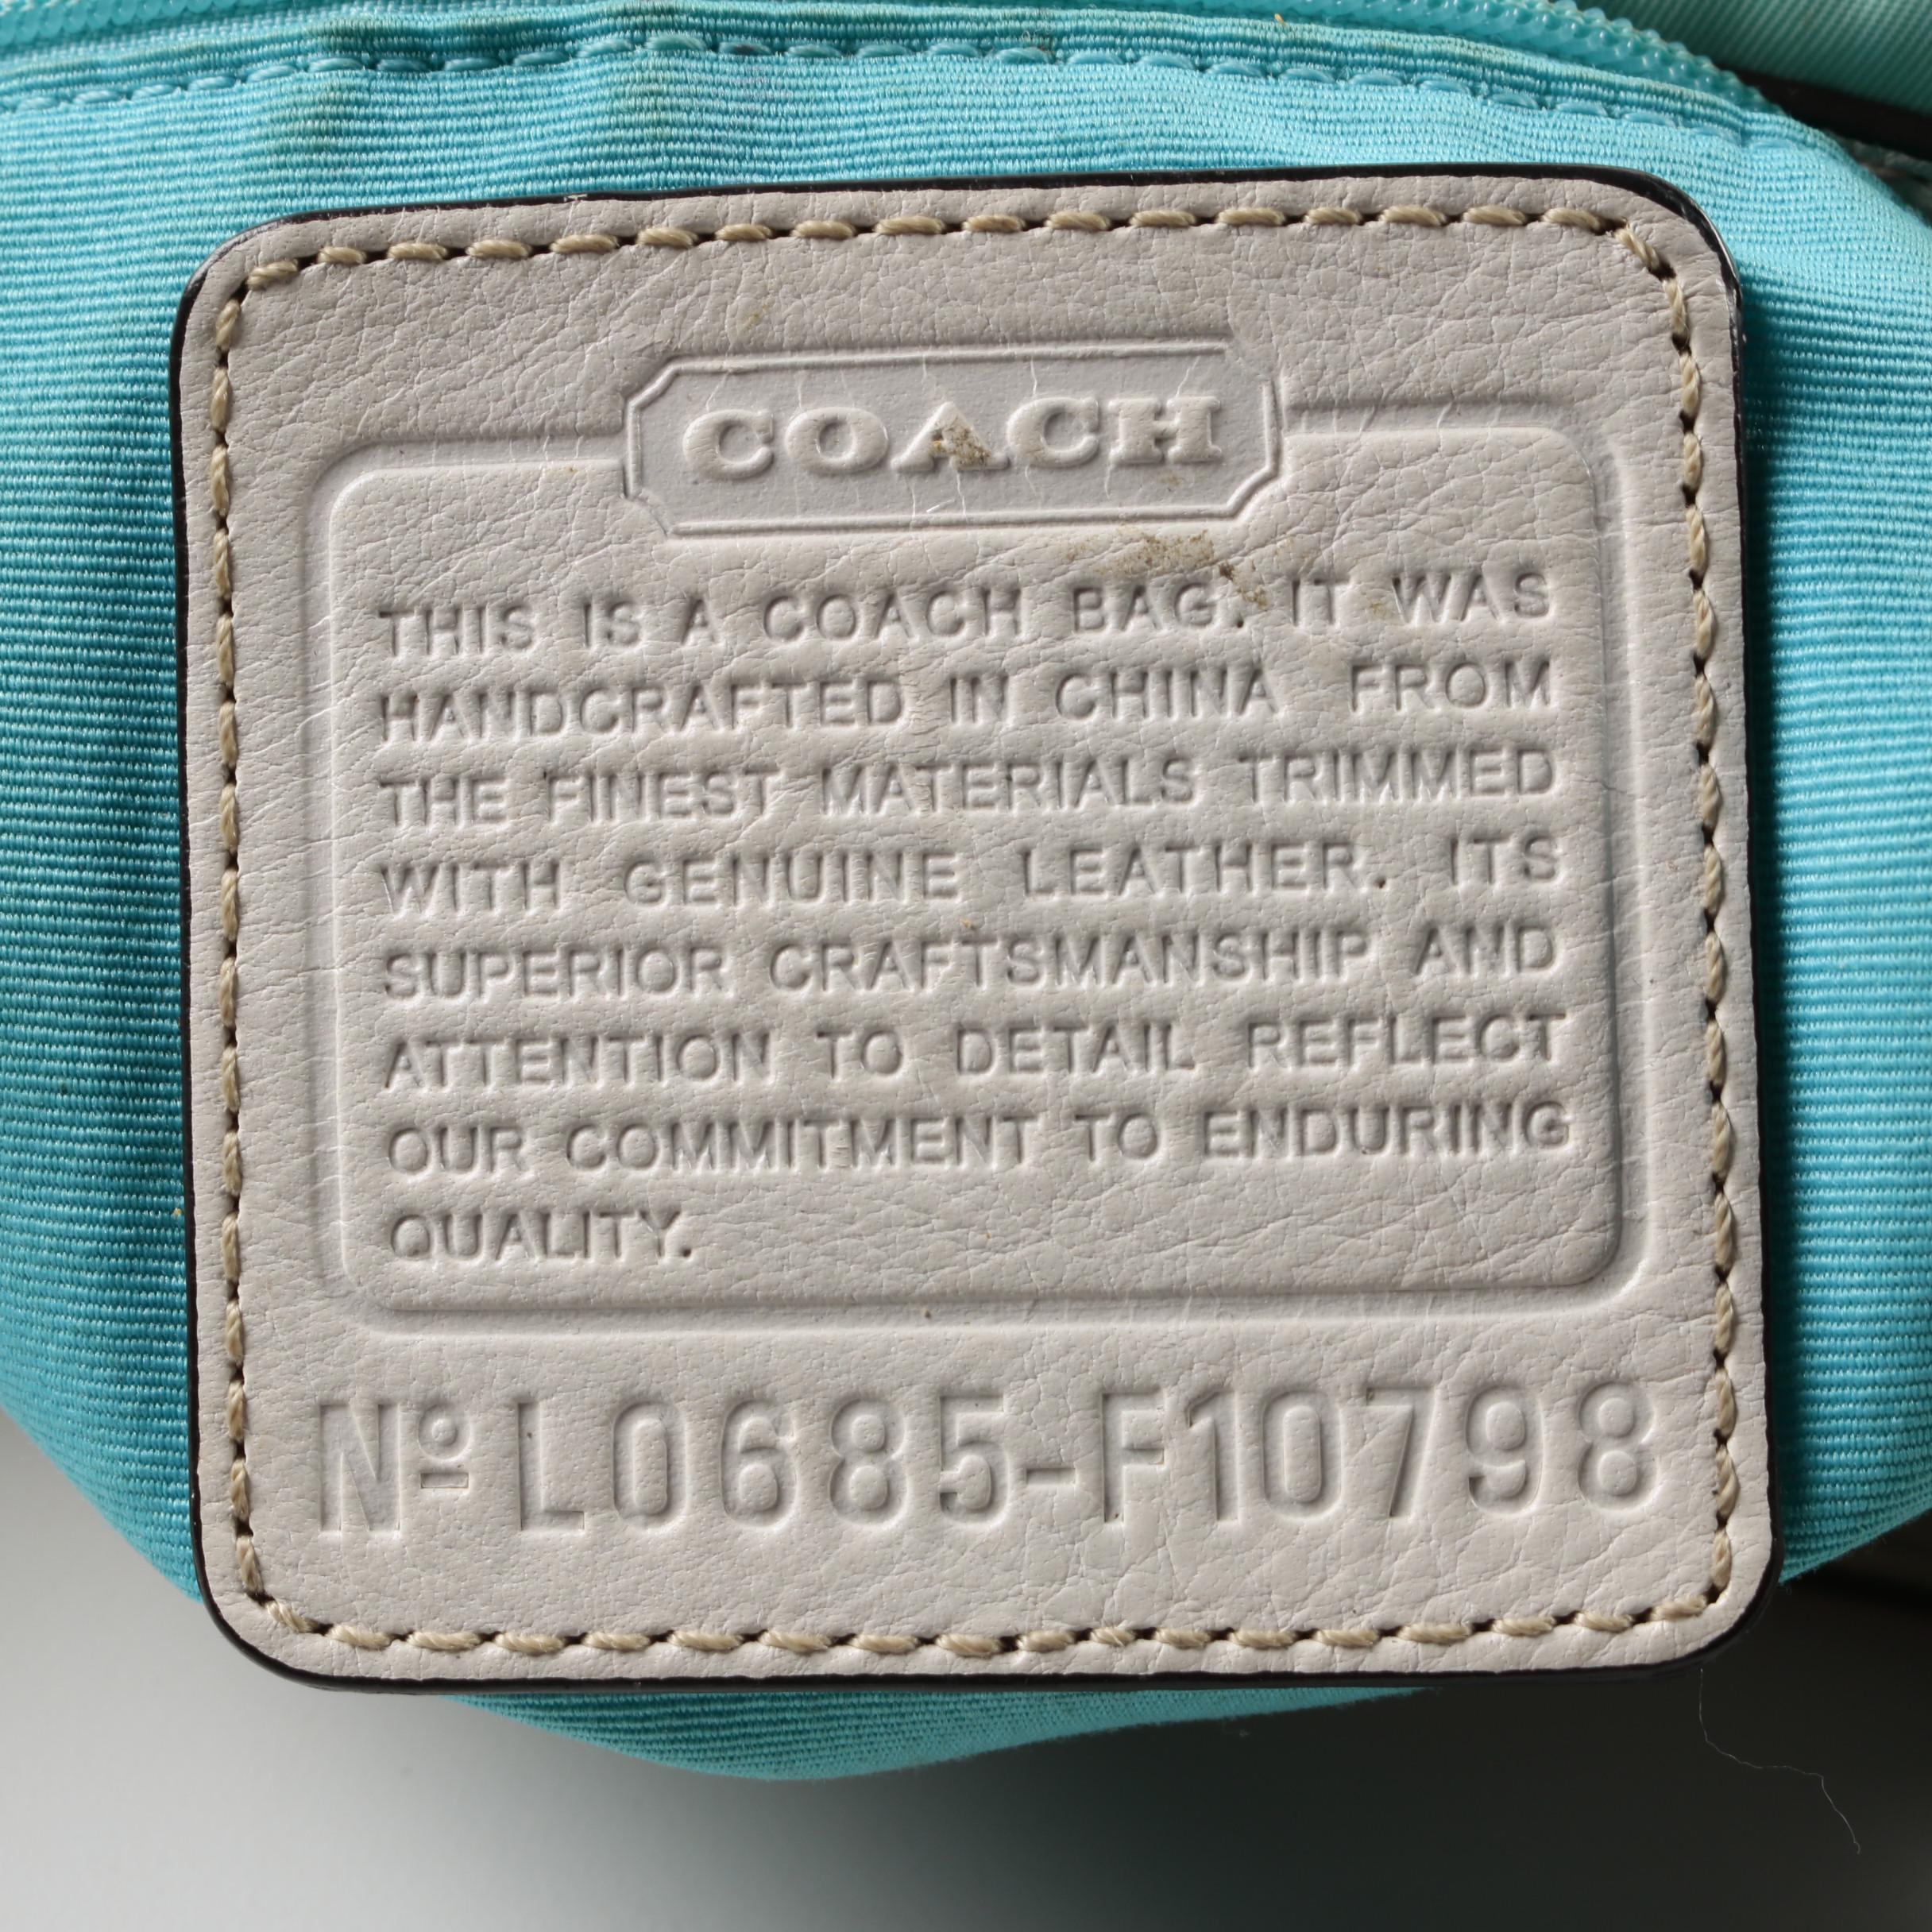 COACH
THIS IS A COACH BAG. IT WAS
HANDCRAFTED IN CHINA FROM
THE FINEST MATERIALS TRIMMED
WITH GENUINE LEATHER. ITS
SUPERIOR CRAFTSMANSHIP AND
ATTENTION TO DETAIL REFLECT
OUR COMMITMENT TO ENDURING
QUALITY.
Nº L0685-F10798